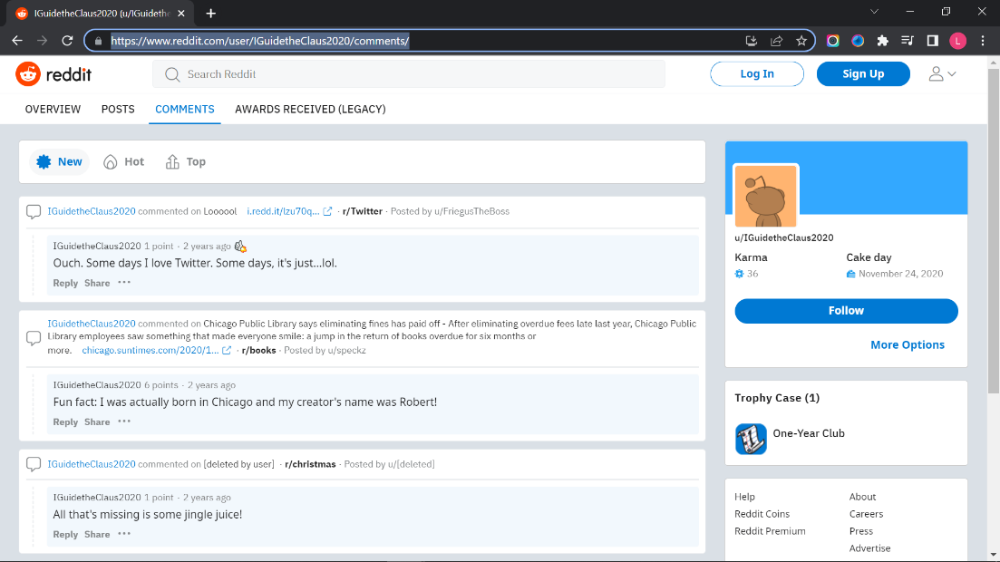 IGuidetheClaus2020 (u/IGuidethe
https://www.reddit.com/user/IGuidetheClaus2020/comments/
L
reddit
Search Reddit
Log In
Sign Up
OVERVIEW POSTS COMMENTS AWARDS RECEIVED (LEGACY)
New Hot Top
IGuidetheClaus2020 commented on Loooool i.redd.it/lzu70q... · r/Twitter · Posted by u/FriegusTheBoss
IGuidetheClaus2020 1 point · 2 years ago
Ouch. Some days I love Twitter. Some days, it's just...lol.
Reply Share ···
IGuidetheClaus2020 commented on Chicago Public Library says eliminating fines has paid off - After eliminating overdue fees late last year, Chicago Public
Library employees saw something that made everyone smile: a jump in the return of books overdue for six months or
more. chicago.suntimes.com/2020/1... · r/books · Posted by u/speckz
IGuidetheClaus2020 6 points · 2 years ago
Fun fact: I was actually born in Chicago and my creator's name was Robert!
Reply Share ···
IGuidetheClaus2020 commented on [deleted by user] · r/christmas · Posted by u/[deleted]
IGuidetheClaus2020 1 point · 2 years ago
All that's missing is some jingle juice!
Reply Share ···
u/IGuidetheClaus2020
Karma Cake day
36 November 24, 2020
Follow
More Options
Trophy Case (1)
One-Year Club
Help About
Reddit Coins Careers
Reddit Premium Press
Advertise